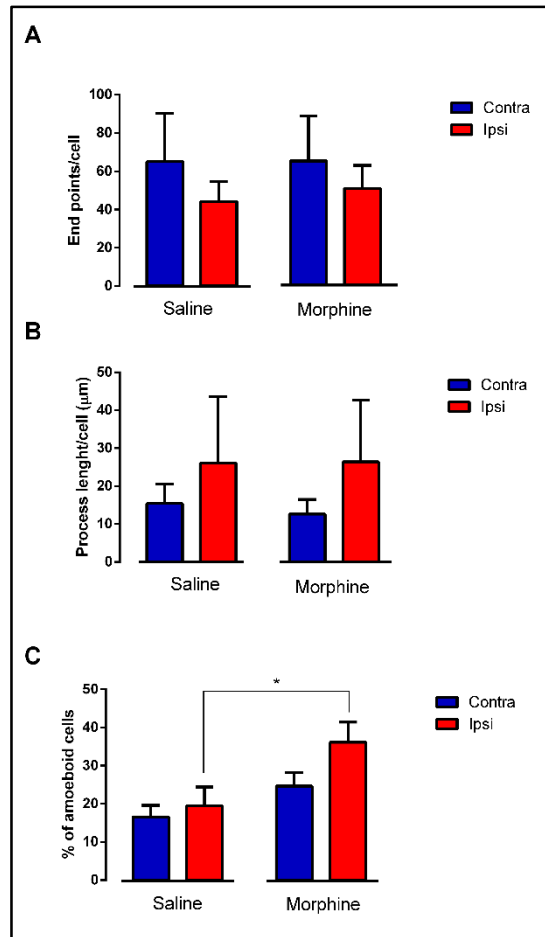 A
100
80
60
40
20
0
End points/cell
Saline
Morphine
Contra
Ipsi
B
50
40
30
20
10
0
Process lenght/cell (μm)
Saline
Morphine
Contra
Ipsi
C
50
40
30
20
10
0
% of amoeboid cells
*
Saline
Morphine
Contra
Ipsi